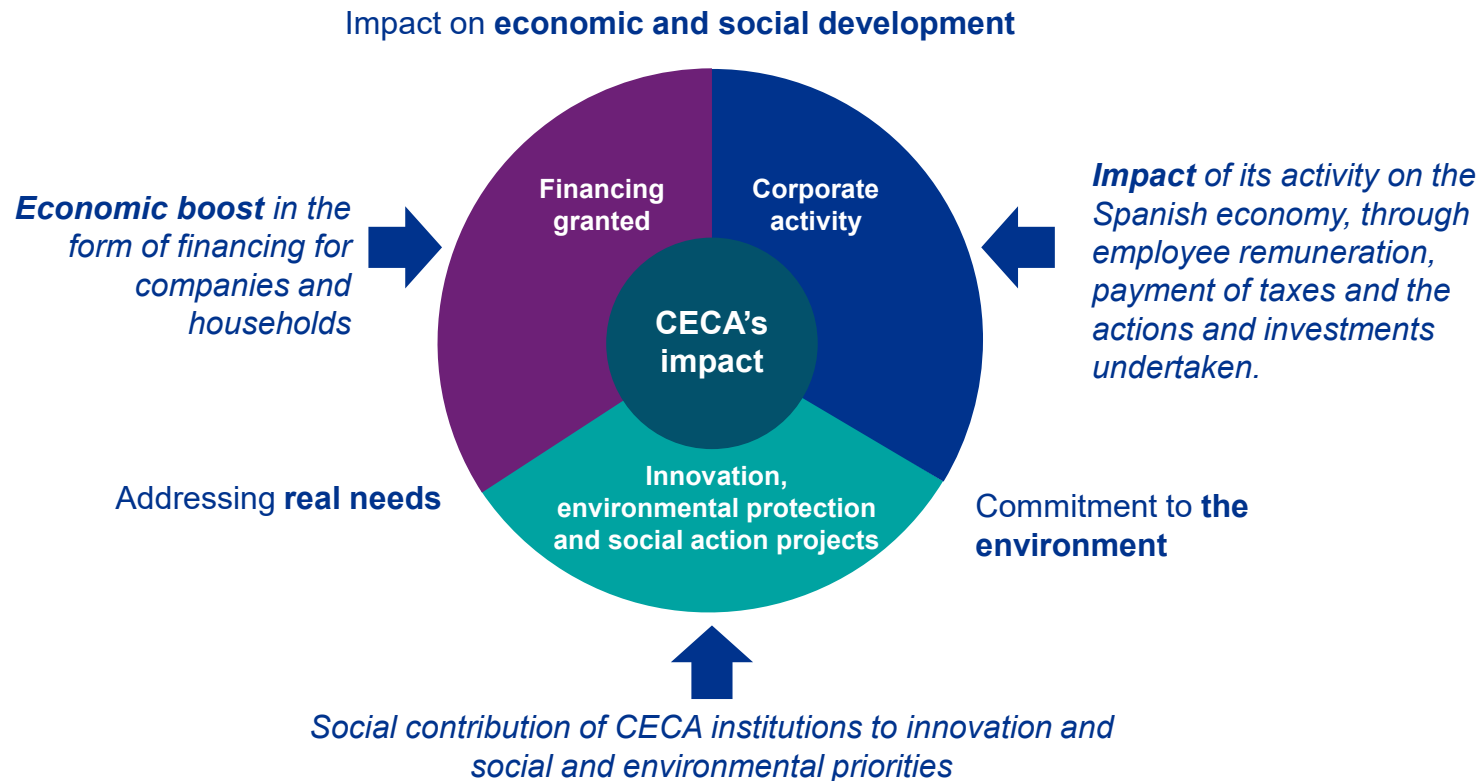 Impact on economic and social development
Financing
granted
Corporate
activity
Economic boost in the
form of financing for
companies and
households
Impact of its activity on the
Spanish economy, through
employee remuneration,
payment of taxes and the
actions and investments
undertaken.
CECA's
impact
Addressing real needs
Innovation,
environmental protection
and social action projects
Commitment to the
environment
Social contribution of CECA institutions to innovation and
social and environmental priorities